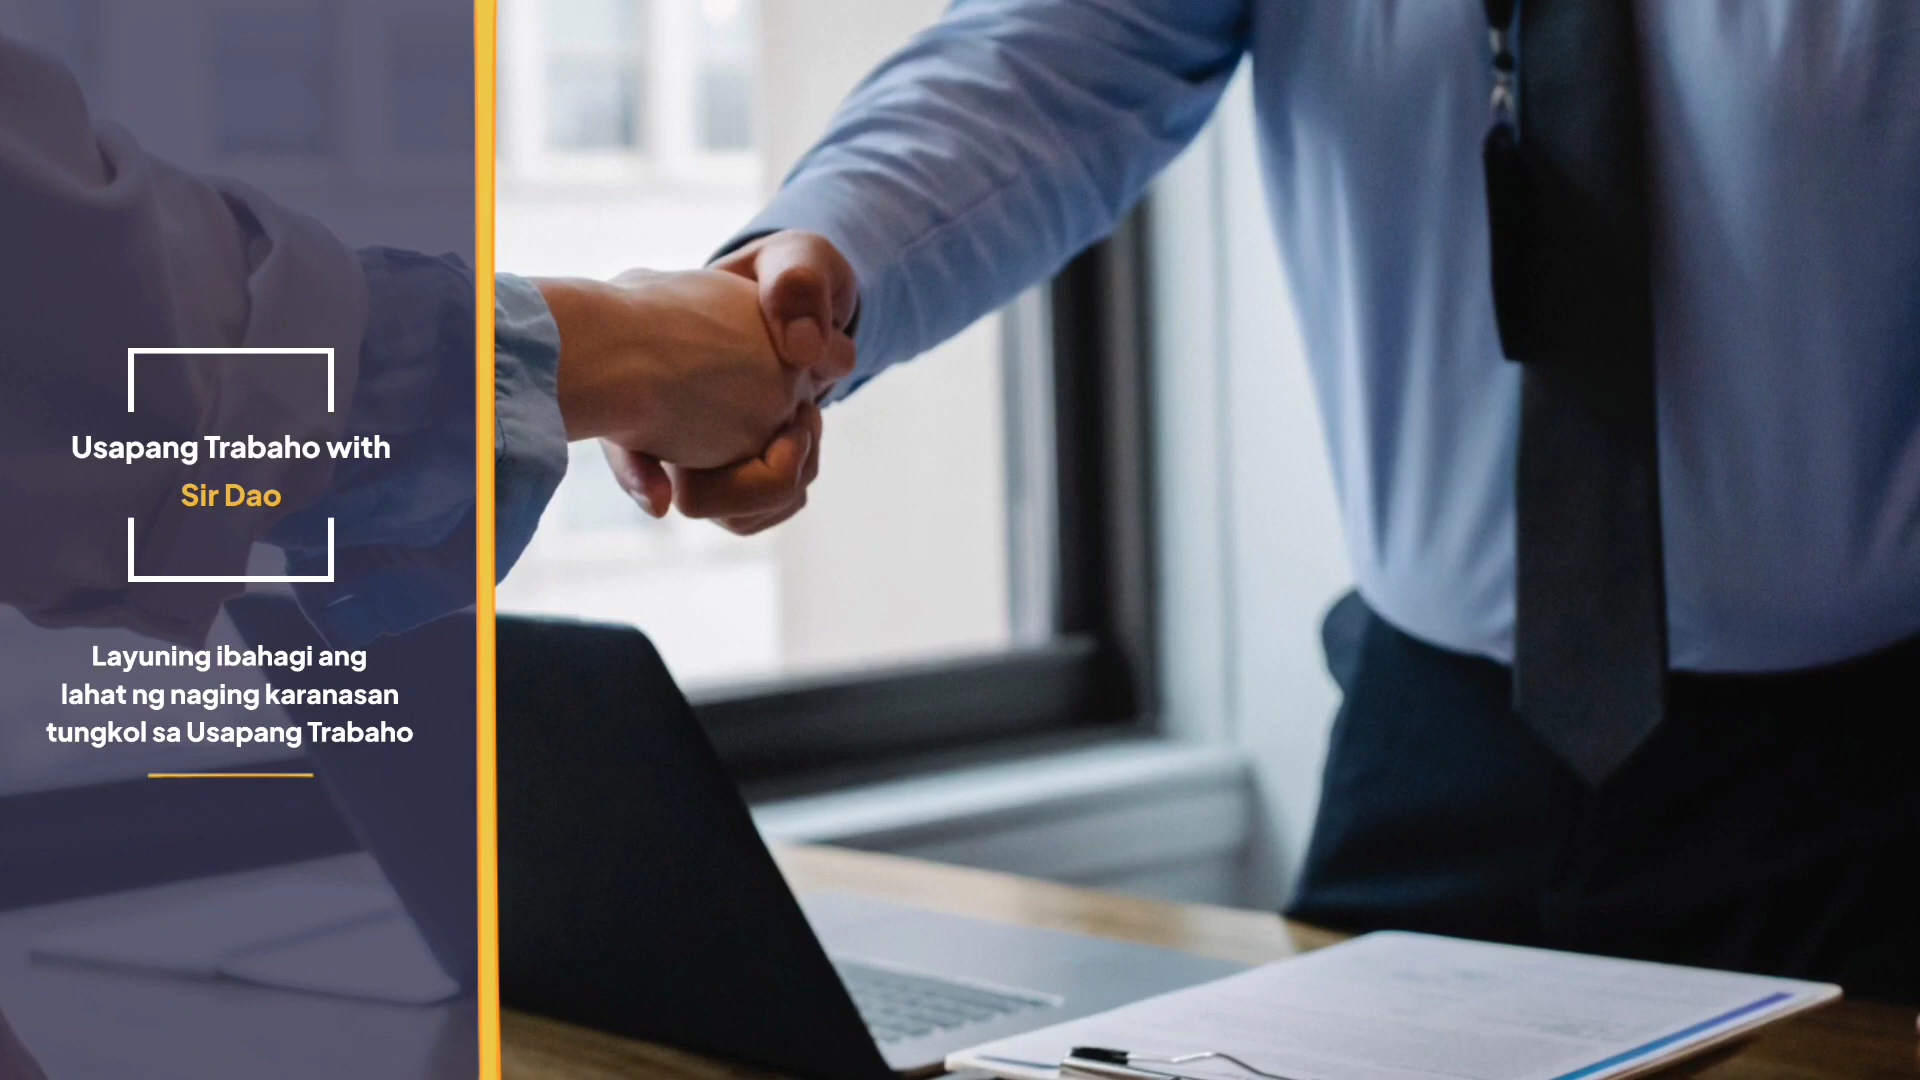 Usapang Trabaho with
Sir Dao
Layuning ibahagi ang
lahat ng naging karanasan
tungkol sa Usapang Trabaho